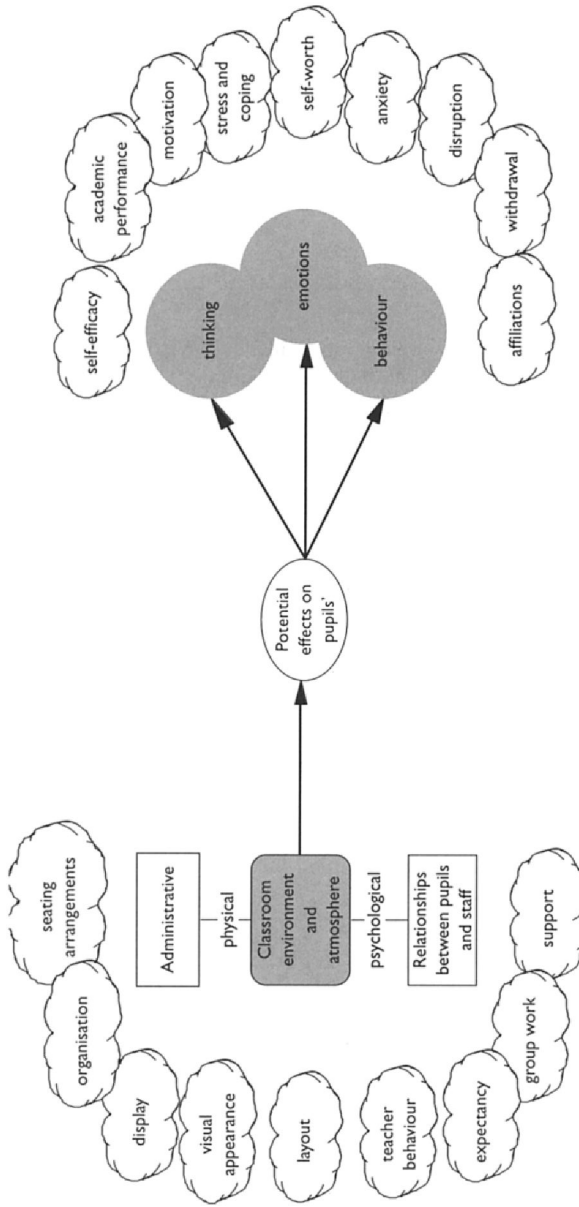 seating
arrangements
organisation
display
visual
appearance
layout
teacher
behaviour
expectancy
group work
support
Administrative
physical
Classroom
environment
and
atmosphere
psychological
Relationships
between pupils
and staff
Potential
effects on
pupils'
thinking
emotions
behaviour
self-efficacy
academic
performance
motivation
stress and
coping
self-worth
anxiety
disruption
withdrawal
affiliations